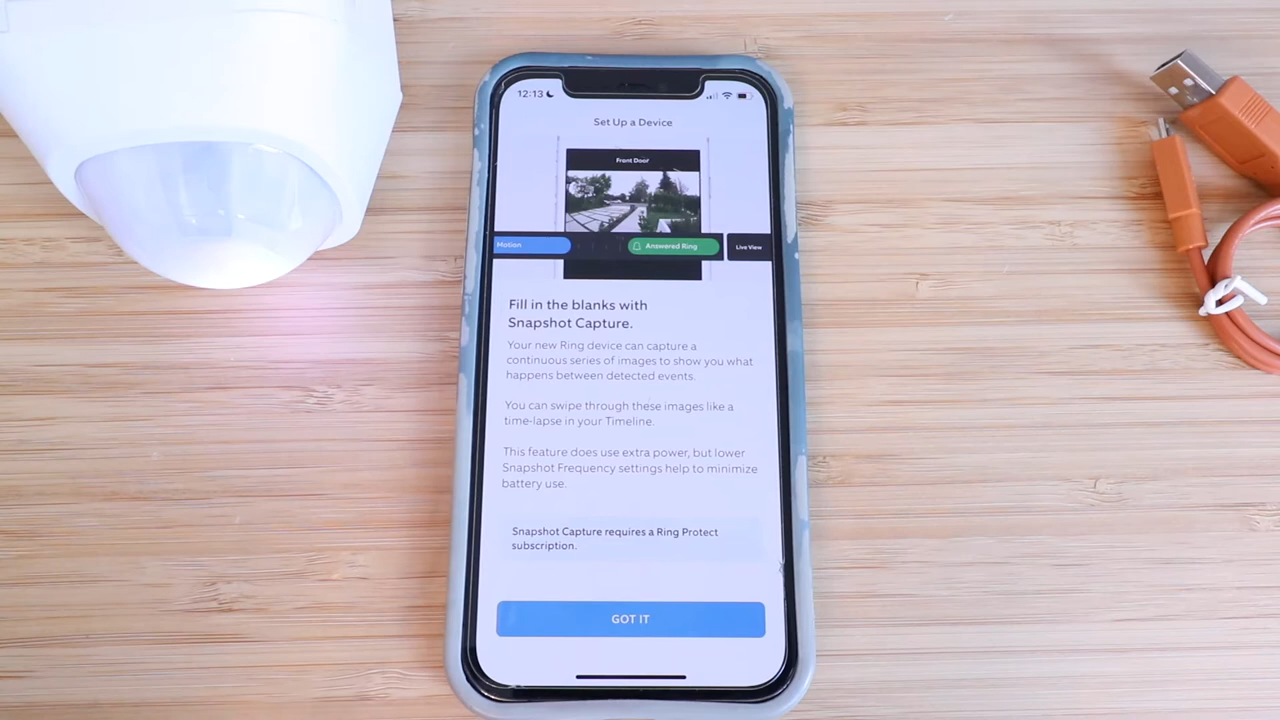 12:13
Set Up a Device
Front Door
Motion
Answered Ring
Live View
Fill in the blanks with
Snapshot Capture.
Your new Ring device can capture a
continuous series of images to show you what
happens between detected events.
You can swipe through these images like a
time-lapse in your Timeline.
This feature does use extra power, but lower
Snapshot Frequency settings help to minimize
battery use.
Snapshot Capture requires a Ring Protect
subscription.
GOT IT